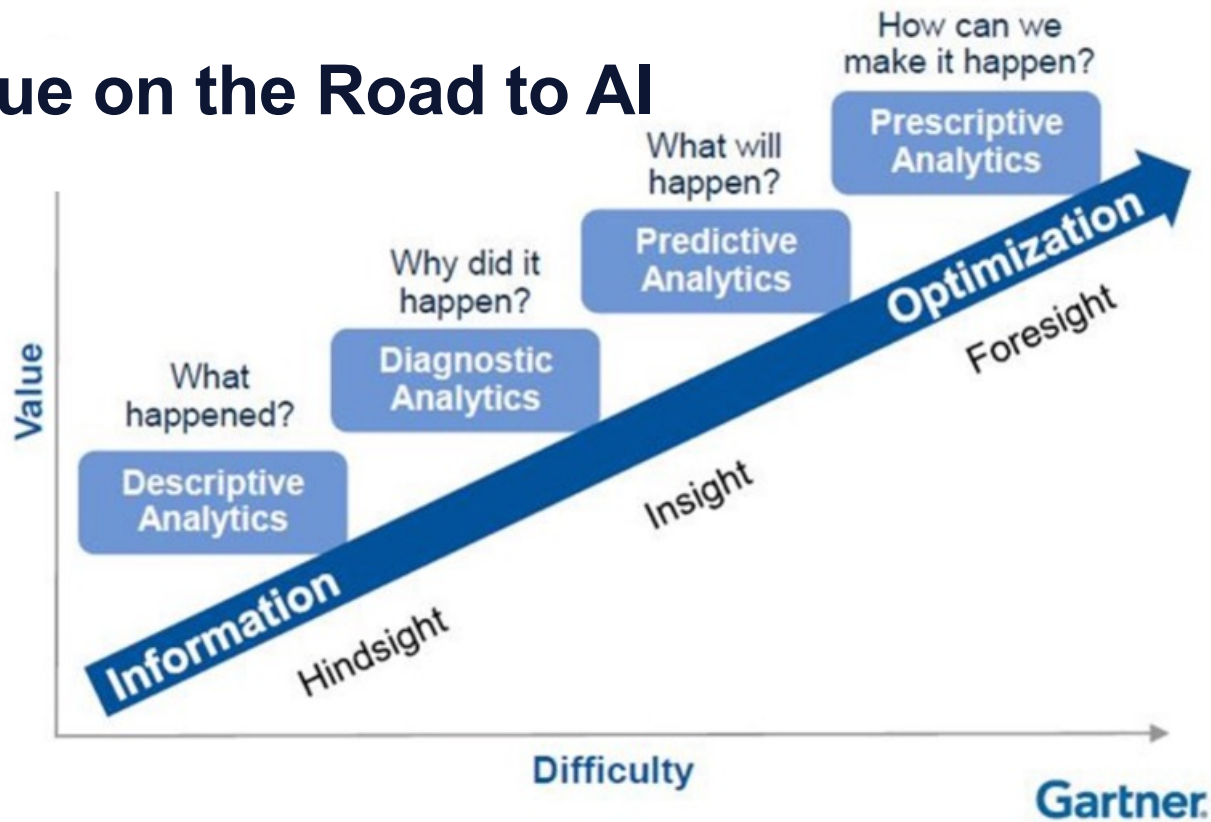 ue on the Road to AI
How can we
make it happen?
Prescriptive
Analytics
What will
happen?
Predictive
Analytics
Why did it
happen?
Diagnostic
Analytics
What
happened?
Descriptive
Analytics
Value
Information
Optimization
Hindsight
Insight
Foresight
Difficulty
Gartner.